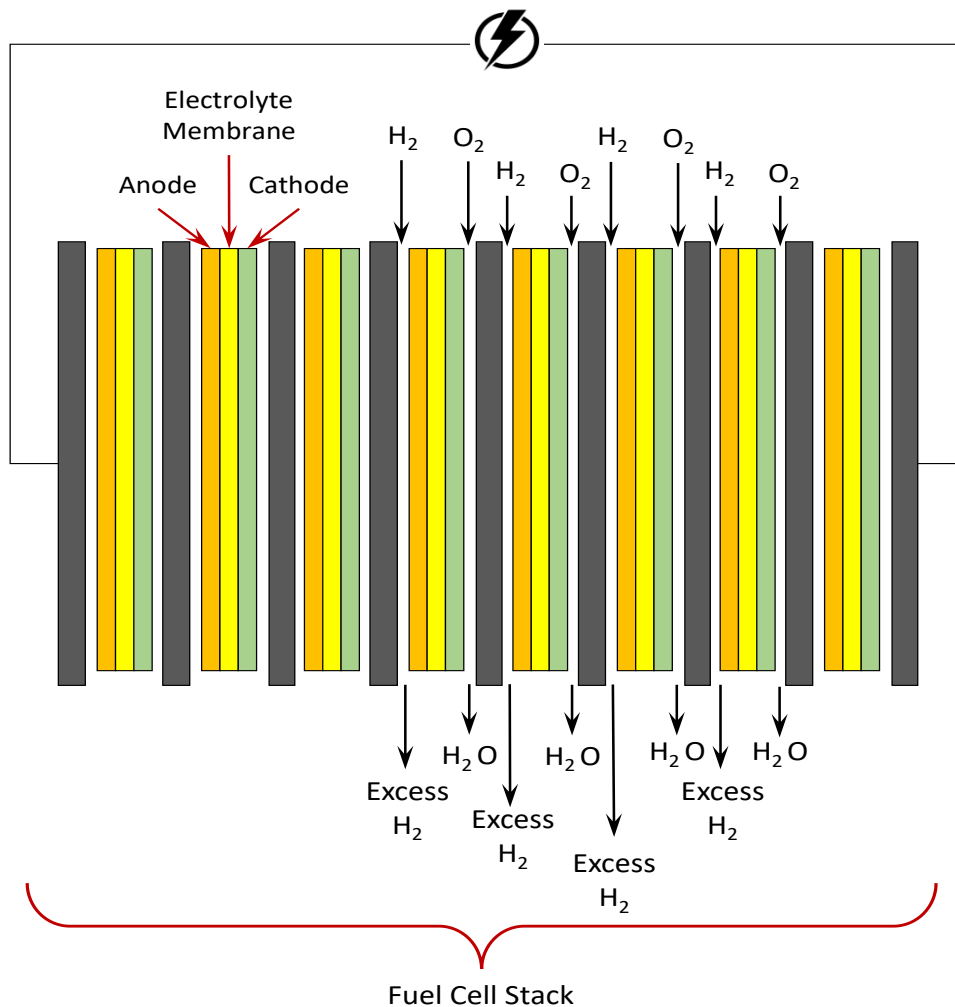 Electrolyte
Membrane
Anode
Cathode
H₂
O₂
H₂
O₂
H₂
O₂
H₂
O₂
Excess
H₂
H₂O
Excess
H₂
H₂O
Excess
H₂
H₂O
Excess
H₂
H₂O
Fuel Cell Stack